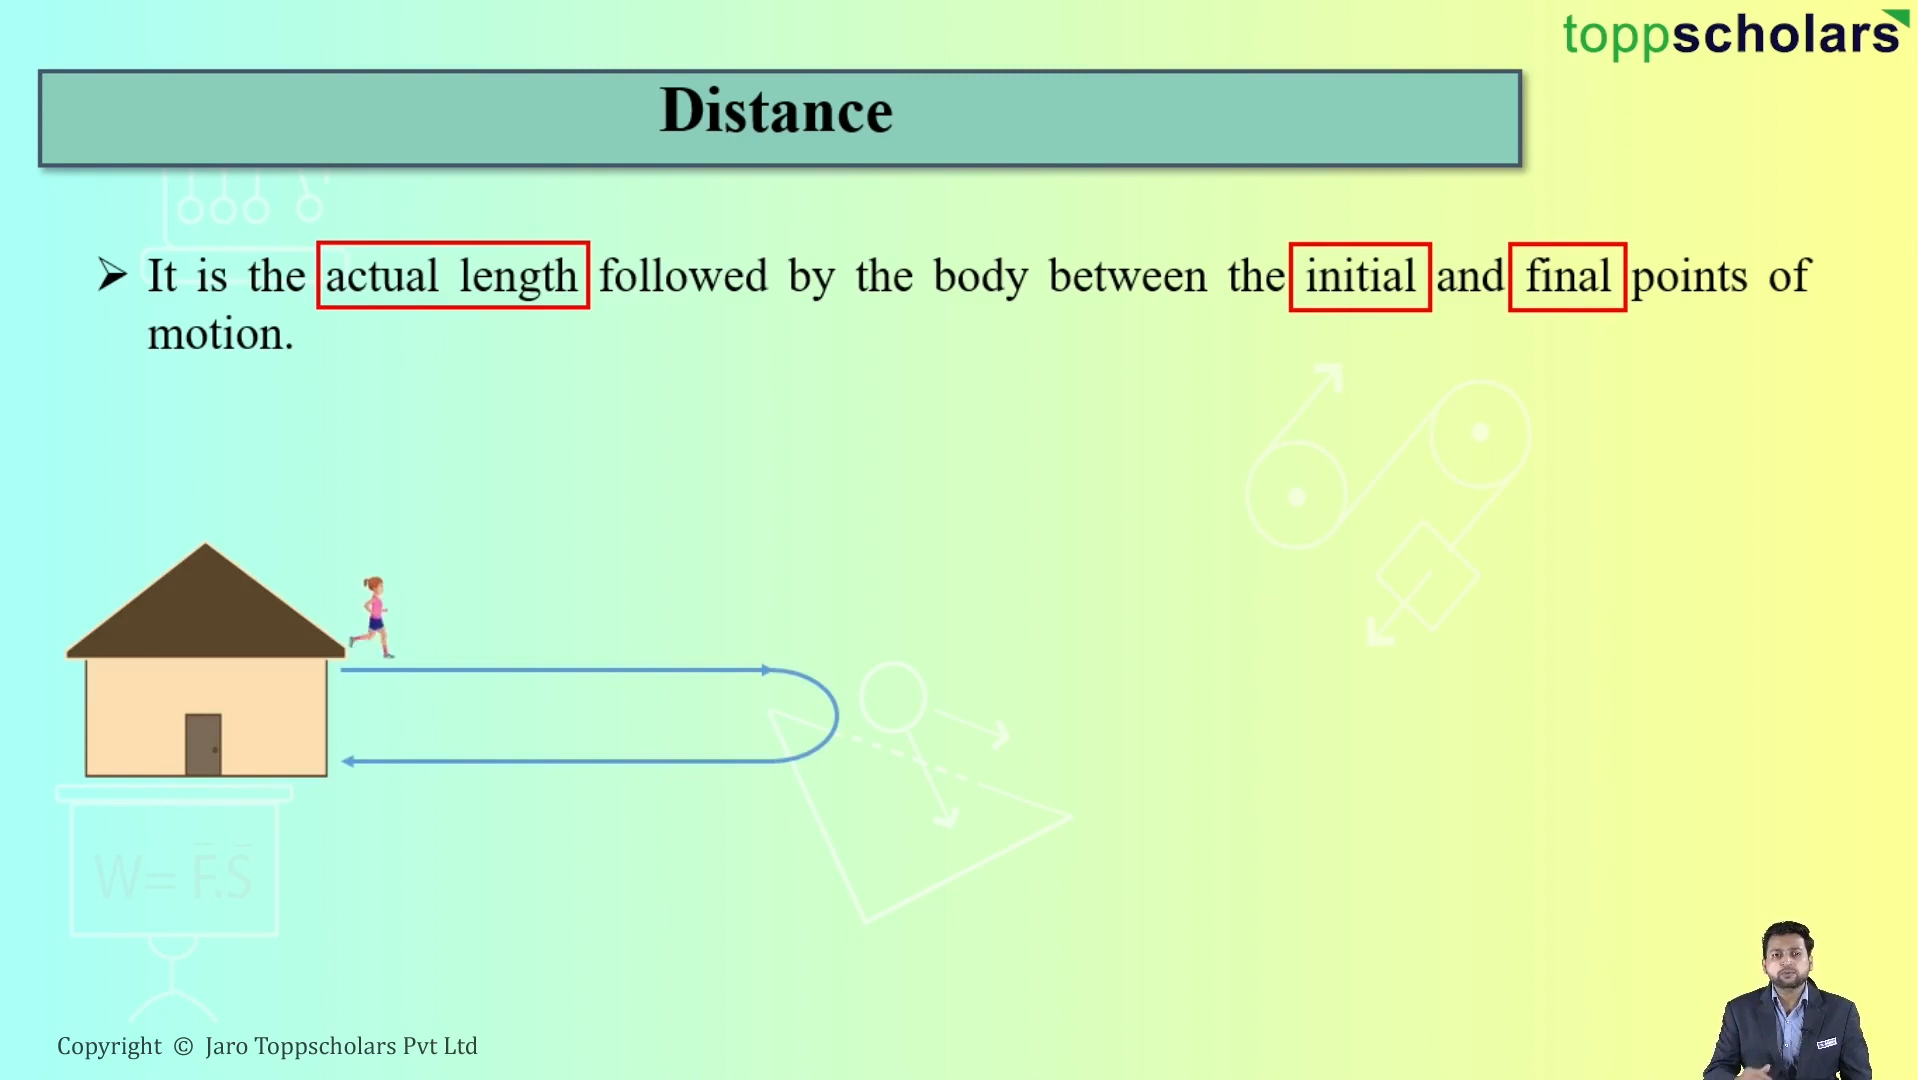 toppscholars
Distance
➢ It is the actual length followed by the body between the initial and final points of
motion.
W= F̅.S̅
Copyright © Jaro Toppscholars Pvt Ltd